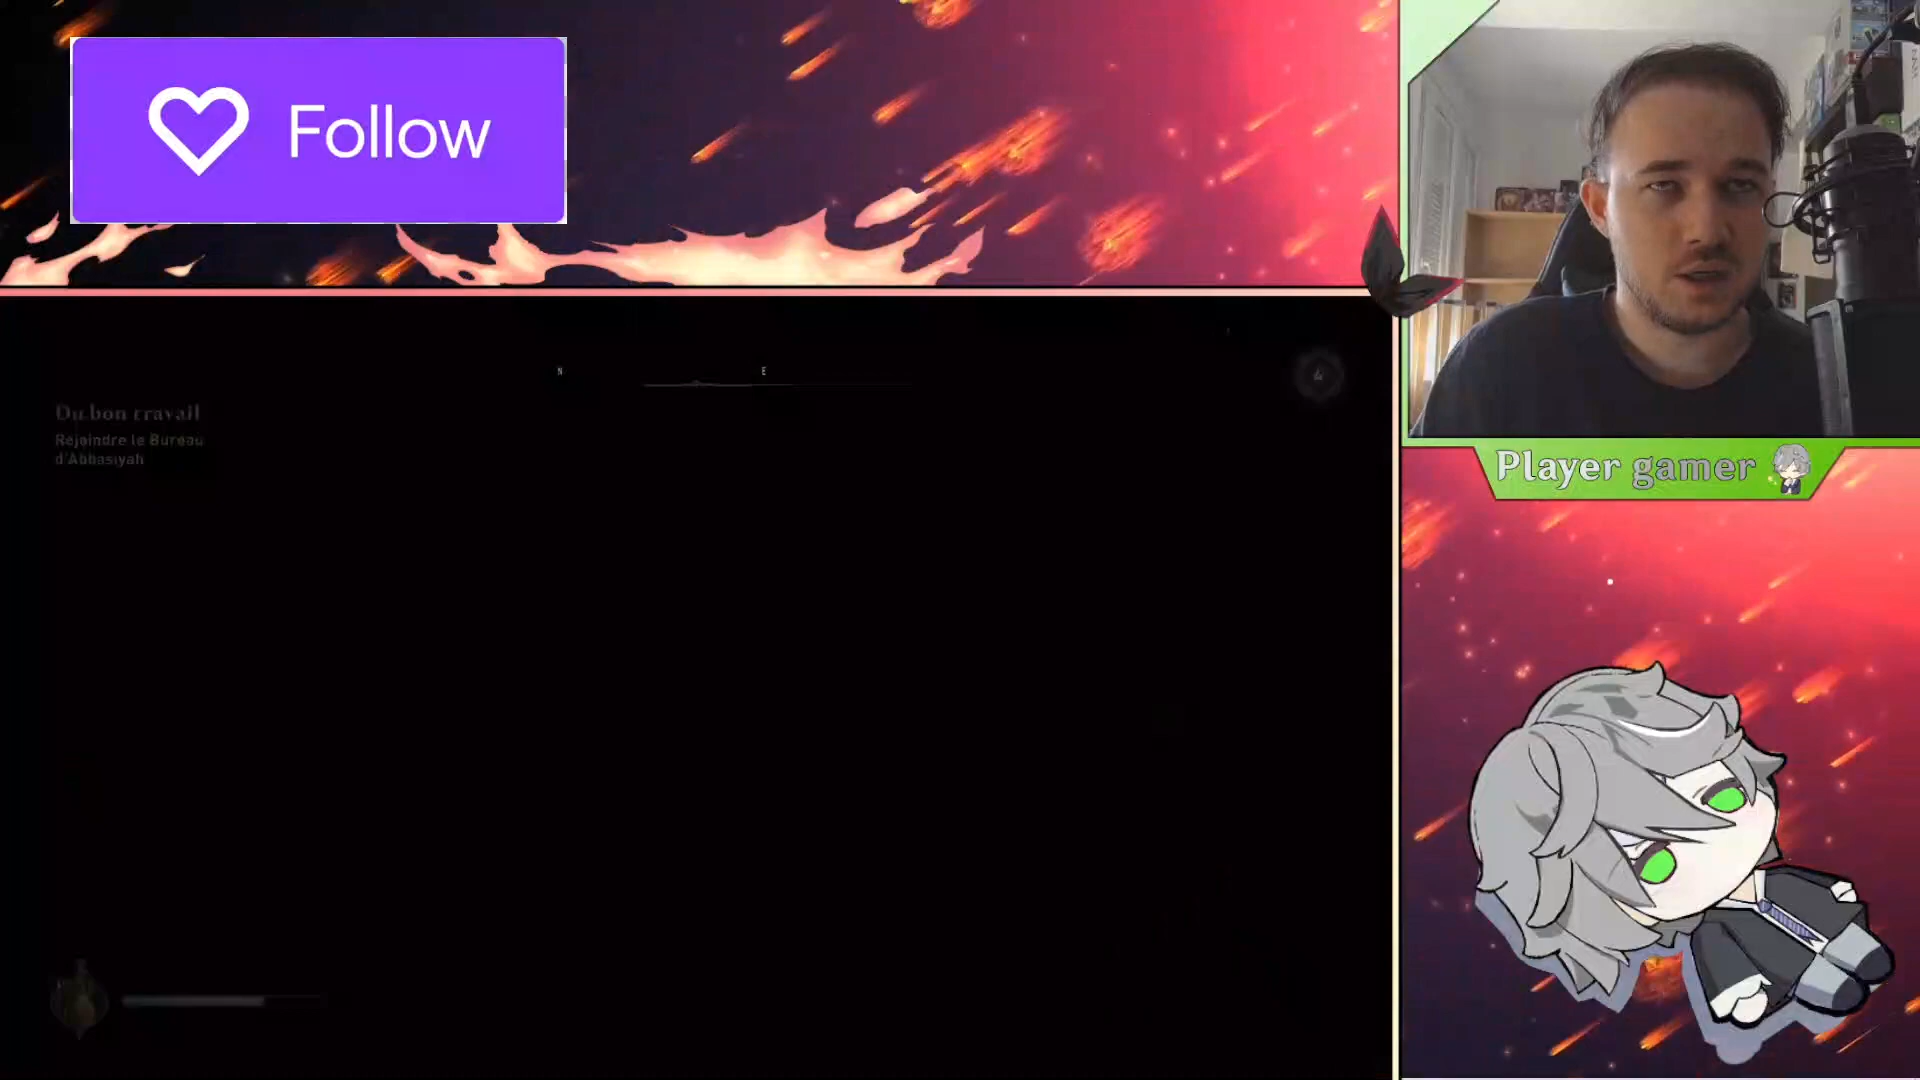 Follow
N
E
Du bon travail
Rejoindre le Bureau
d'Abbasiyah
Player gamer